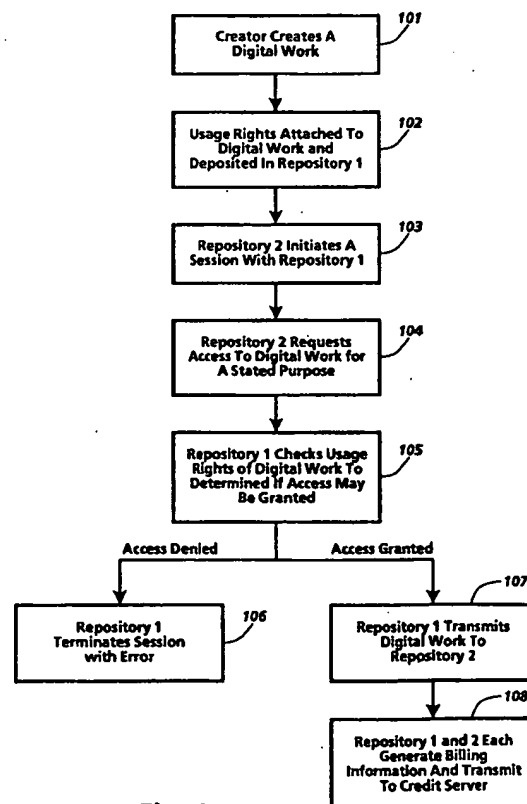 101
Creator Creates A
Digital Work
102
Usage Rights Attached To
Digital Work and
Deposited In Repository 1
103
Repository 2 Initiates A
Session With Repository 1
104
Repository 2 Requests
Access To Digital Work for
A Stated Purpose
105
Repository 1 Checks Usage
Rights of Digital Work To
Determined If Access May
Be Granted
Access Denied
Access Granted
106
Repository 1
Terminates Session
with Error
107
Repository 1 Transmits
Digital Work To
Repository 2
108
Repository 1 and 2 Each
Generate Billing
Information And Transmit
To Credit Server